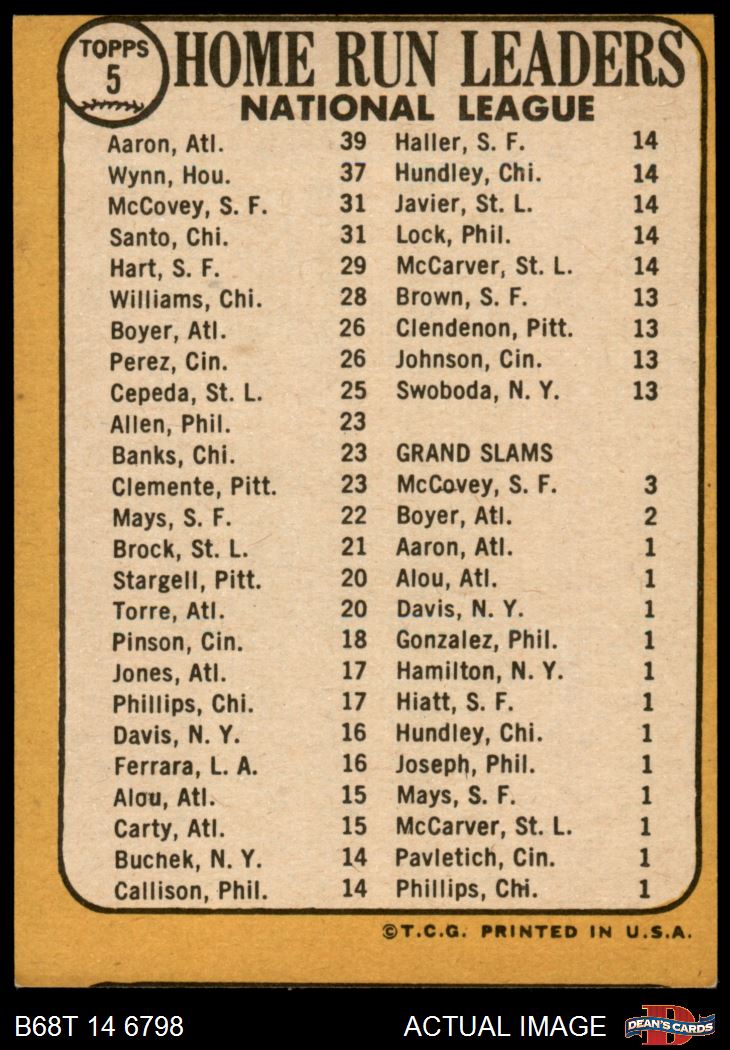 TOPPS
5
HOME RUN LEADERS
NATIONAL LEAGUE
Aaron, Atl. 39
Wynn, Hou. 37
McCovey, S. F. 31
Santo, Chi. 31
Hart, S. F. 29
Williams, Chi. 28
Boyer, Atl. 26
Perez, Cin. 26
Cepeda, St. L. 25
Allen, Phil. 23
Banks, Chi. 23
Clemente, Pitt. 23
Mays, S. F. 22
Brock, St. L. 21
Stargell, Pitt. 20
Torre, Atl. 20
Pinson, Cin. 18
Jones, Atl. 17
Phillips, Chi. 17
Davis, N. Y. 16
Ferrara, L. A. 16
Alou, Atl. 15
Carty, Atl. 15
Buchek, N. Y. 14
Callison, Phil. 14
Haller, S. F. 14
Hundley, Chi. 14
Javier, St. L. 14
Lock, Phil. 14
McCarver, St. L. 14
Brown, S. F. 13
Clendenon, Pitt. 13
Johnson, Cin. 13
Swoboda, N. Y. 13
GRAND SLAMS
McCovey, S. F. 3
Boyer, Atl. 2
Aaron, Atl. 1
Alou, Atl. 1
Davis, N. Y. 1
Gonzalez, Phil. 1
Hamilton, N. Y. 1
Hiatt, S. F. 1
Hundley, Chi. 1
Joseph, Phil. 1
Mays, S. F. 1
McCarver, St. L. 1
Pavletich, Cin. 1
Phillips, Chi. 1
©T.C.G. PRINTED IN U.S.A.
B68T 14 6798
ACTUAL IMAGE
D
DEAN'S CARDS